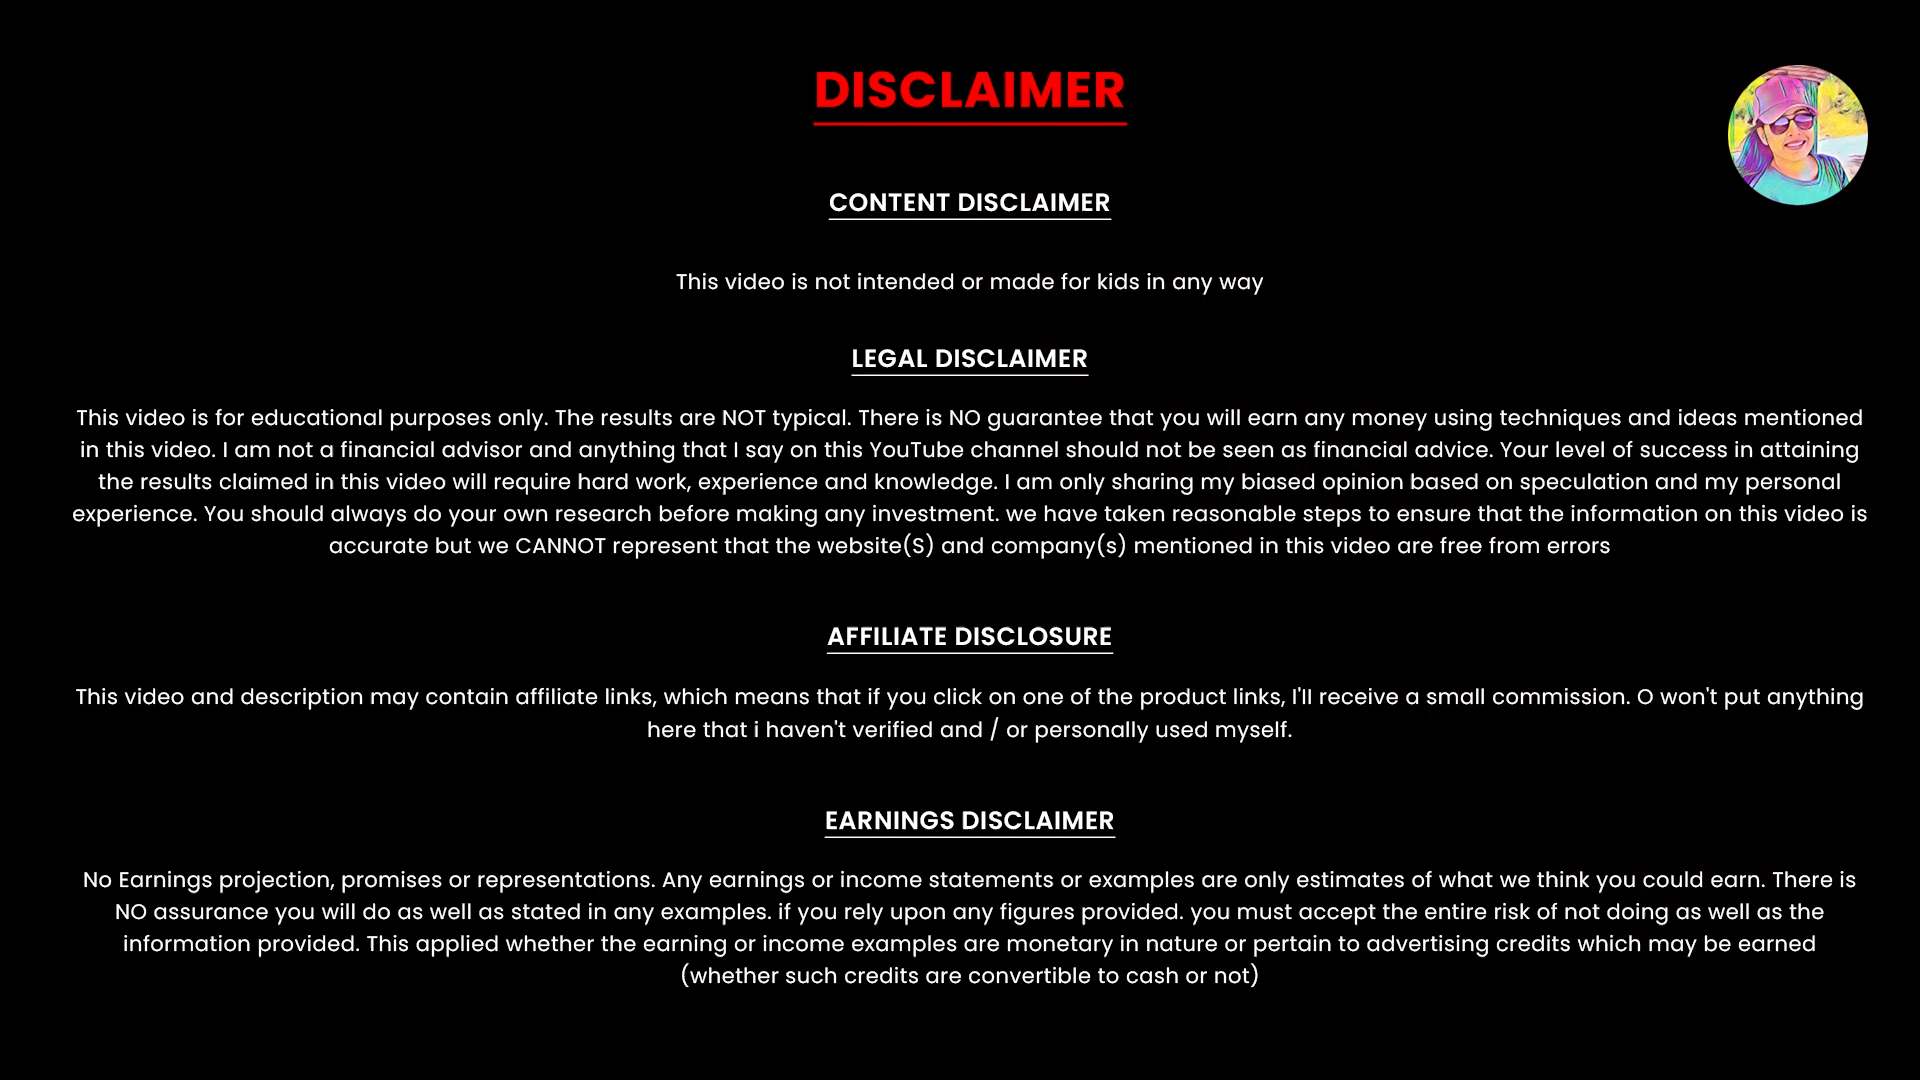 DISCLAIMER
CONTENT DISCLAIMER
This video is not intended or made for kids in any way
LEGAL DISCLAIMER
This video is for educational purposes only. The results are NOT typical. There is NO guarantee that you will earn any money using techniques and ideas mentioned
in this video. I am not a financial advisor and anything that I say on this YouTube channel should not be seen as financial advice. Your level of success in attaining
the results claimed in this video will require hard work, experience and knowledge. I am only sharing my biased opinion based on speculation and my personal
experience. You should always do your own research before making any investment. we have taken reasonable steps to ensure that the information on this video is
accurate but we CANNOT represent that the website(S) and company(s) mentioned in this video are free from errors
AFFILIATE DISCLOSURE
This video and description may contain affiliate links, which means that if you click on one of the product links, I'II receive a small commission. O won't put anything
here that i haven't verified and / or personally used myself.
EARNINGS DISCLAIMER
No Earnings projection, promises or representations. Any earnings or income statements or examples are only estimates of what we think you could earn. There is
NO assurance you will do as well as stated in any examples. if you rely upon any figures provided. you must accept the entire risk of not doing as well as the
information provided. This applied whether the earning or income examples are monetary in nature or pertain to advertising credits which may be earned
(whether such credits are convertible to cash or not)